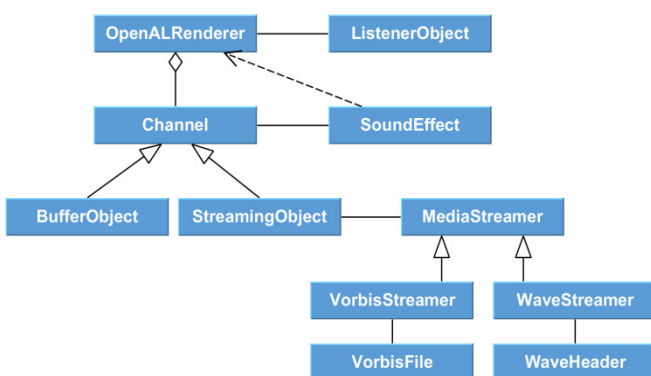 OpenALRenderer
ListenerObject
Channel
SoundEffect
BufferObject
StreamingObject
MediaStreamer
VorbisStreamer
WaveStreamer
VorbisFile
WaveHeader